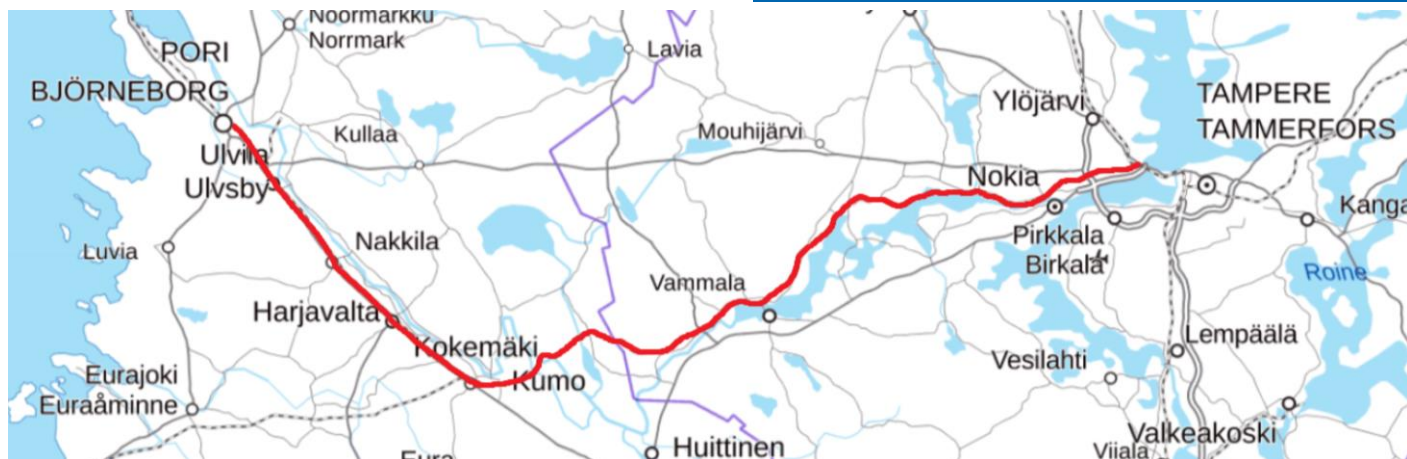 Noormarkku
Norrmark
Lavia
PORI
BJÖRNEBORG
TAMPERE
TAMMERFORS
Ylöjärvi
Mouhijärvi
Kullaa
Ulvila
Ulvsby
Nokia
Kanga
Nakkila
Luvia
Pirkkala
Birkala
Roine
Vammala
Harjavalta
Lempäälä
Kokemäki
Kumo
Vesilahti
Eurajoki
Euraåminne
Huittinen
Valkeakoski
Viiala
Eura